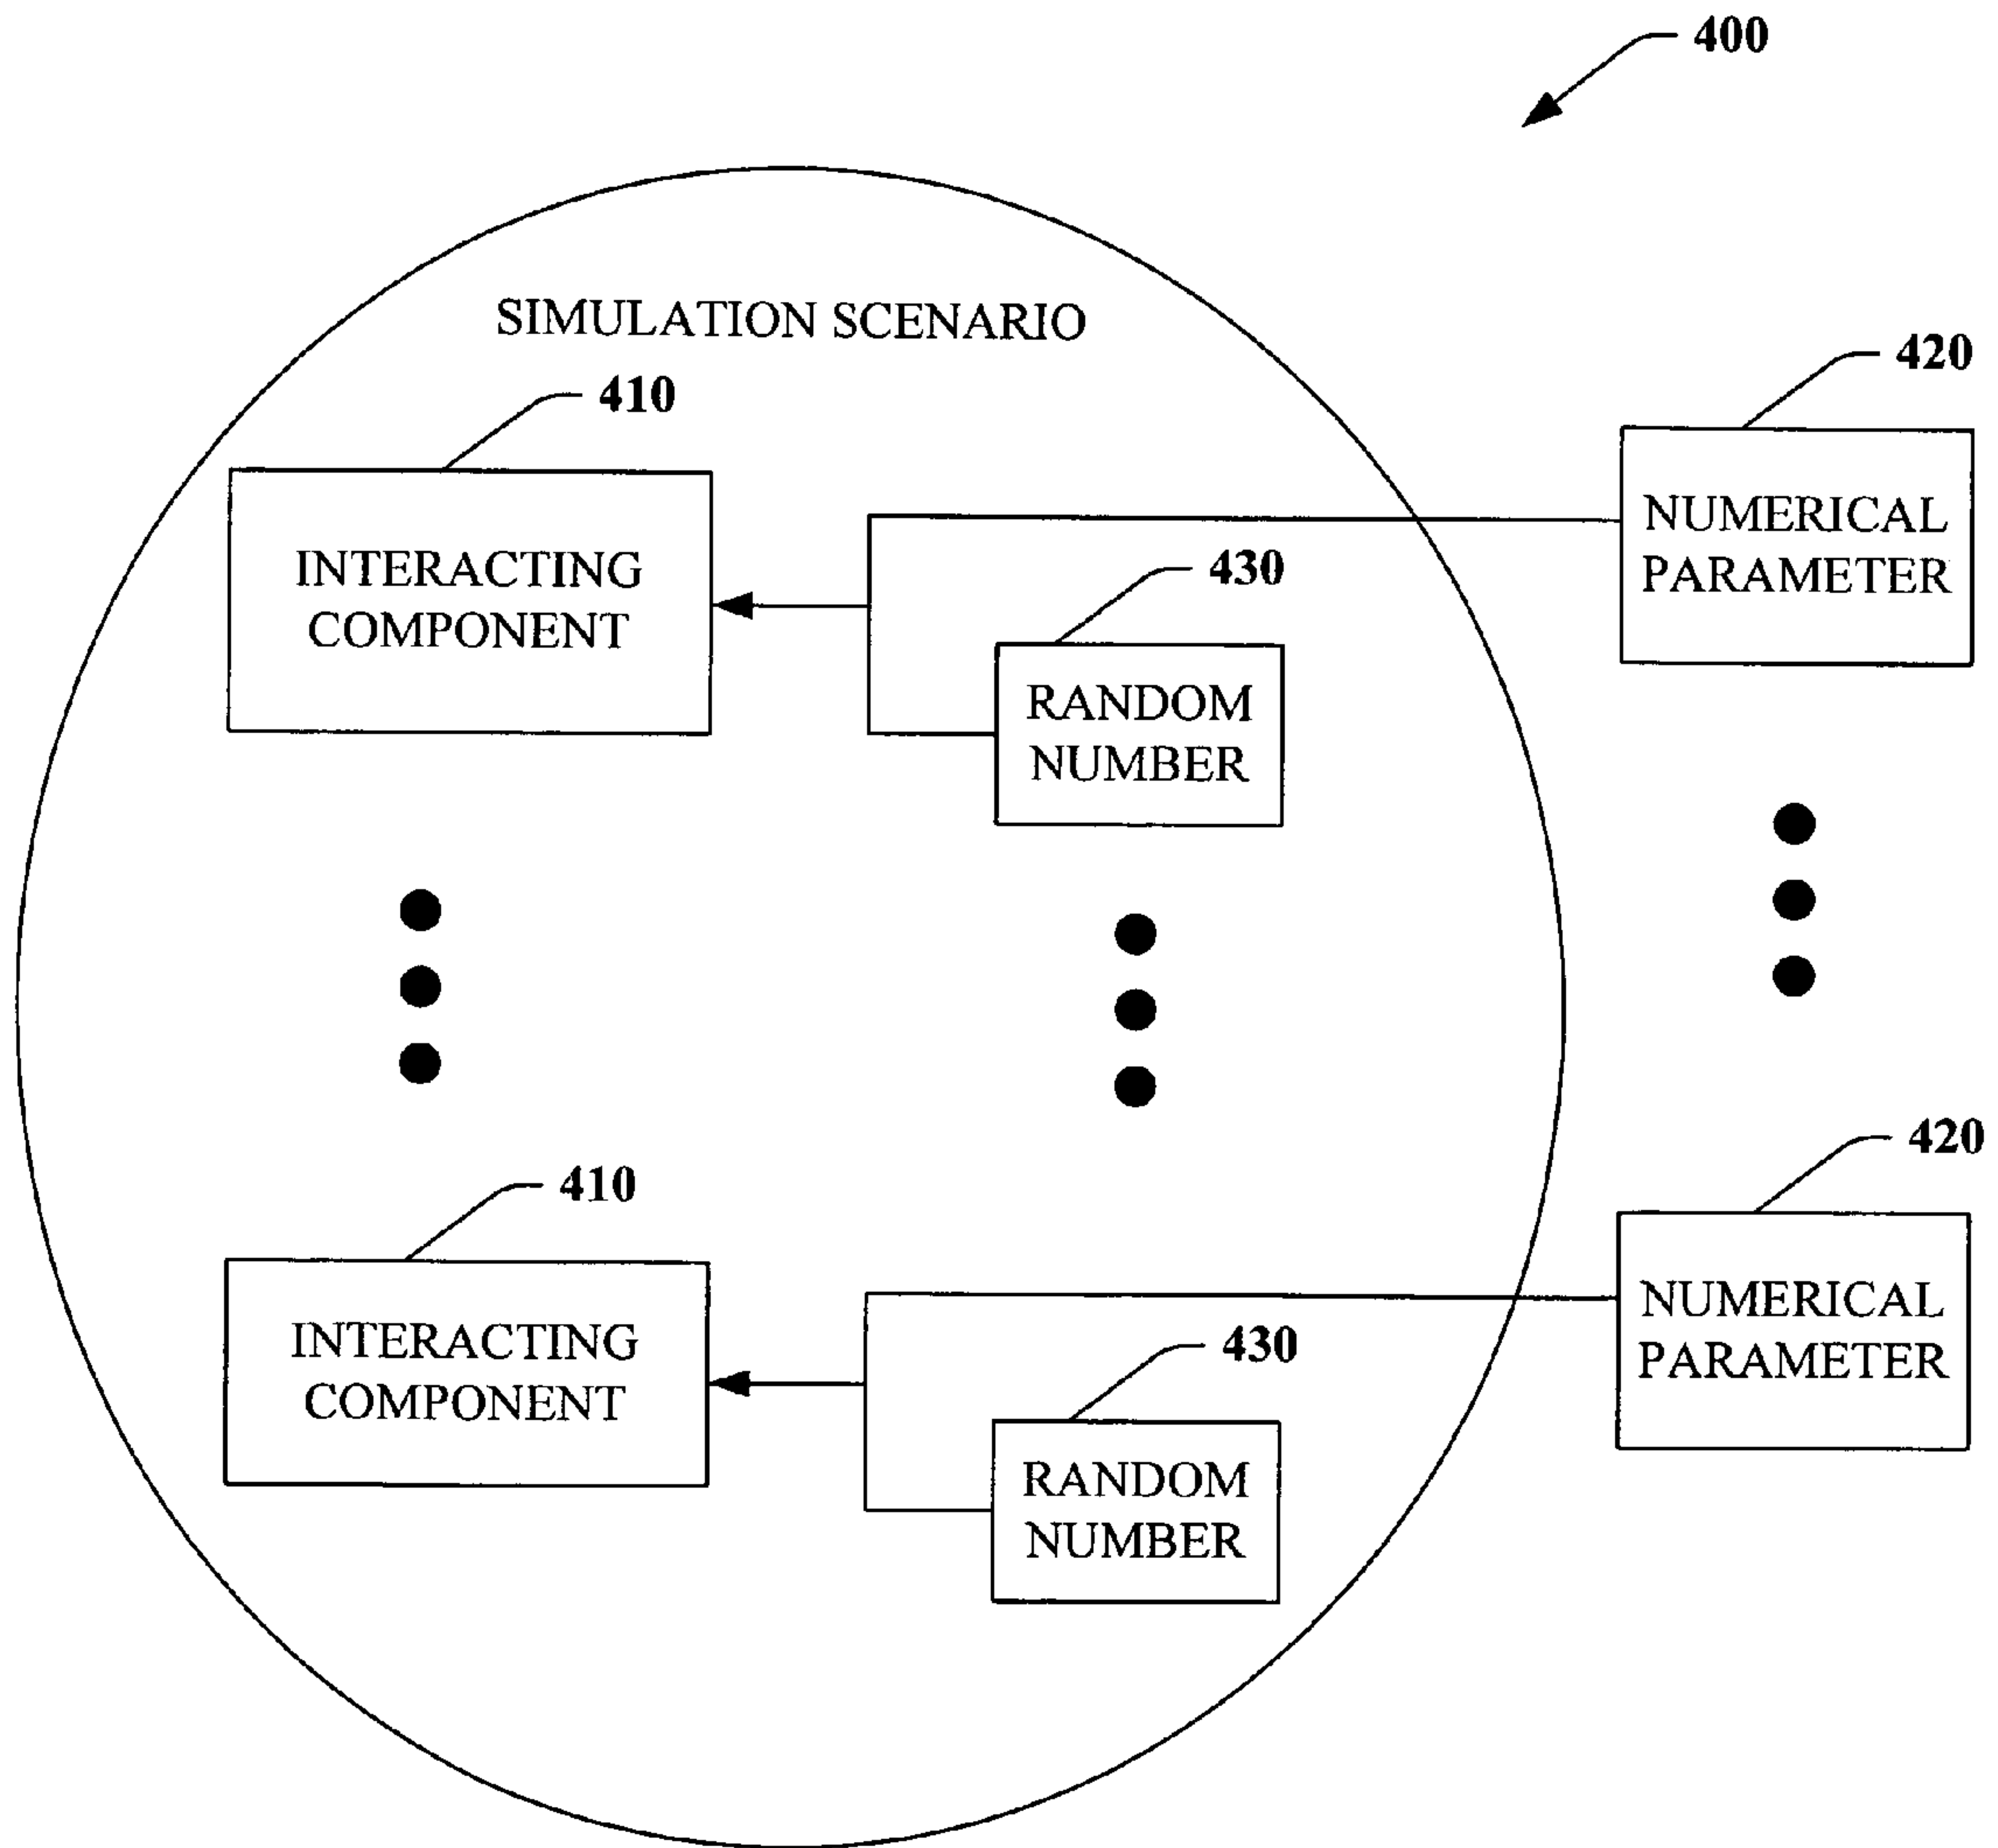 400
SIMULATION SCENARIO
410
420
INTERACTING
COMPONENT
NUMERICAL
PARAMETER
430
RANDOM
NUMBER
410
420
INTERACTING
COMPONENT
NUMERICAL
PARAMETER
430
RANDOM
NUMBER